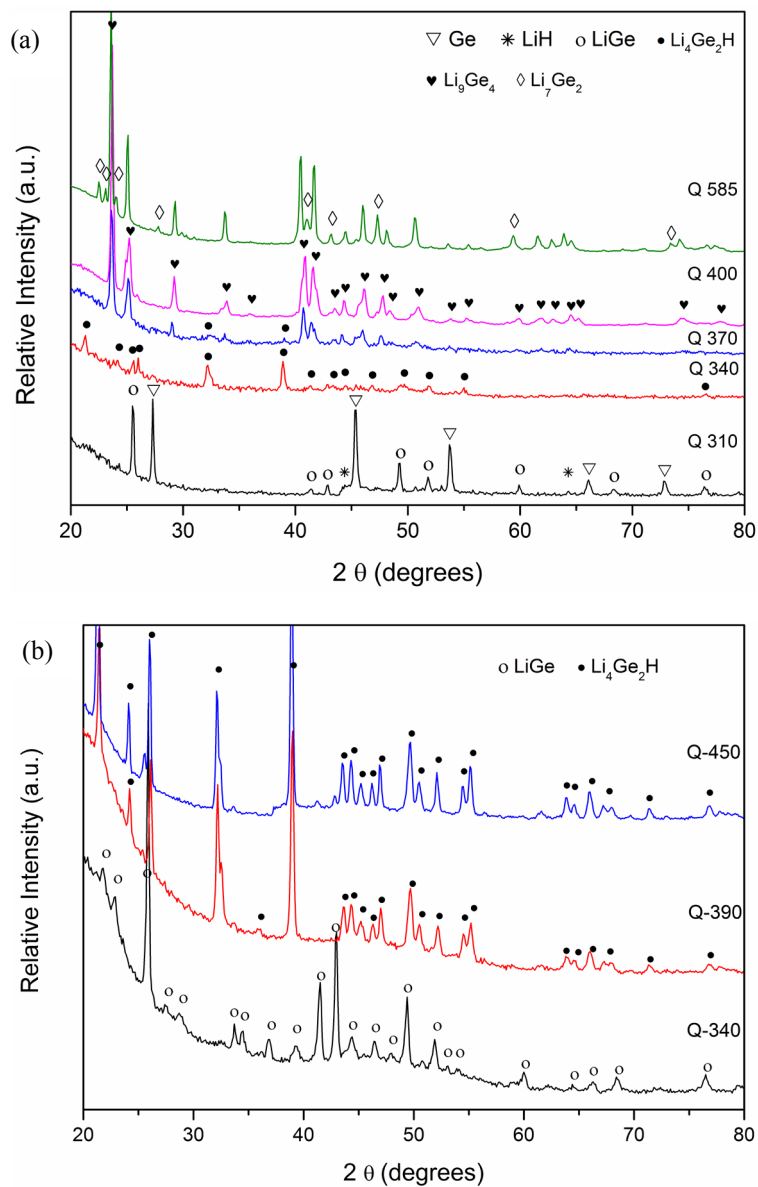 (a)
▽ Ge ✳ LiH o LiGe ● Li₄Ge₂H
♥ Li₉Ge₄ ◇ Li₇Ge₂
Q 585
Q 400
Q 370
Q 340
Q 310
Relative Intensity (a.u.)
20 30 40 50 60 70 80
2 θ (degrees)
(b)
o LiGe ● Li₄Ge₂H
Q-450
Q-390
Q-340
Relative Intensity (a.u.)
20 30 40 50 60 70 80
2 θ (degrees)